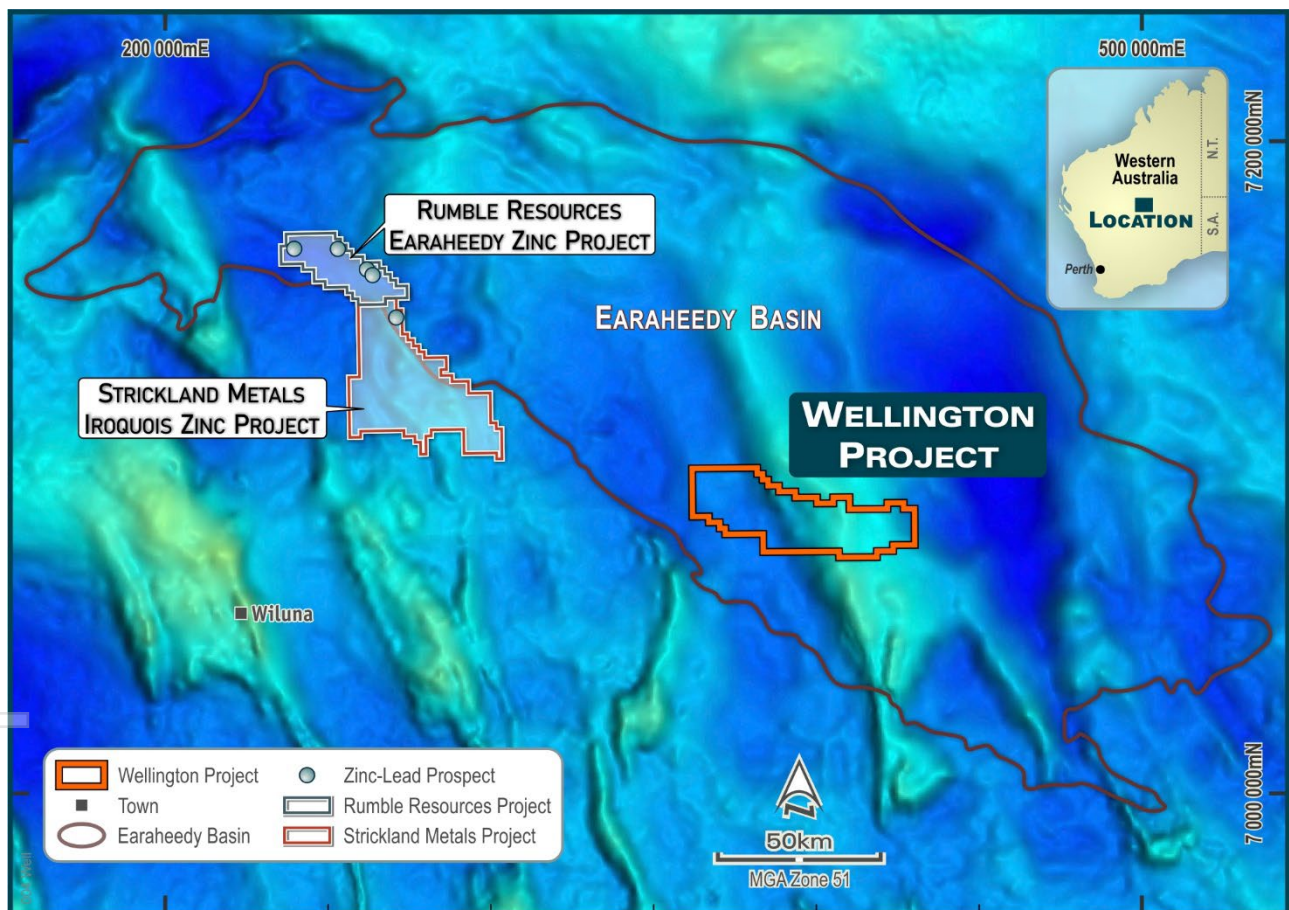 200 000mE
500 000mE
7 200 000mN
Western
Australia
LOCATION
N.T.
S.A.
Perth
RUMBLE RESOURCES
EARAHEEDY ZINC PROJECT
EARAHEEDY BASIN
STRICKLAND METALS
IROQUOIS ZINC PROJECT
WELLINGTON
PROJECT
Wiluna
Wellington Project
Town
Earaheedy Basin
Zinc-Lead Prospect
Rumble Resources Project
Strickland Metals Project
N
50km
MGA Zone 51
7 000 000mN